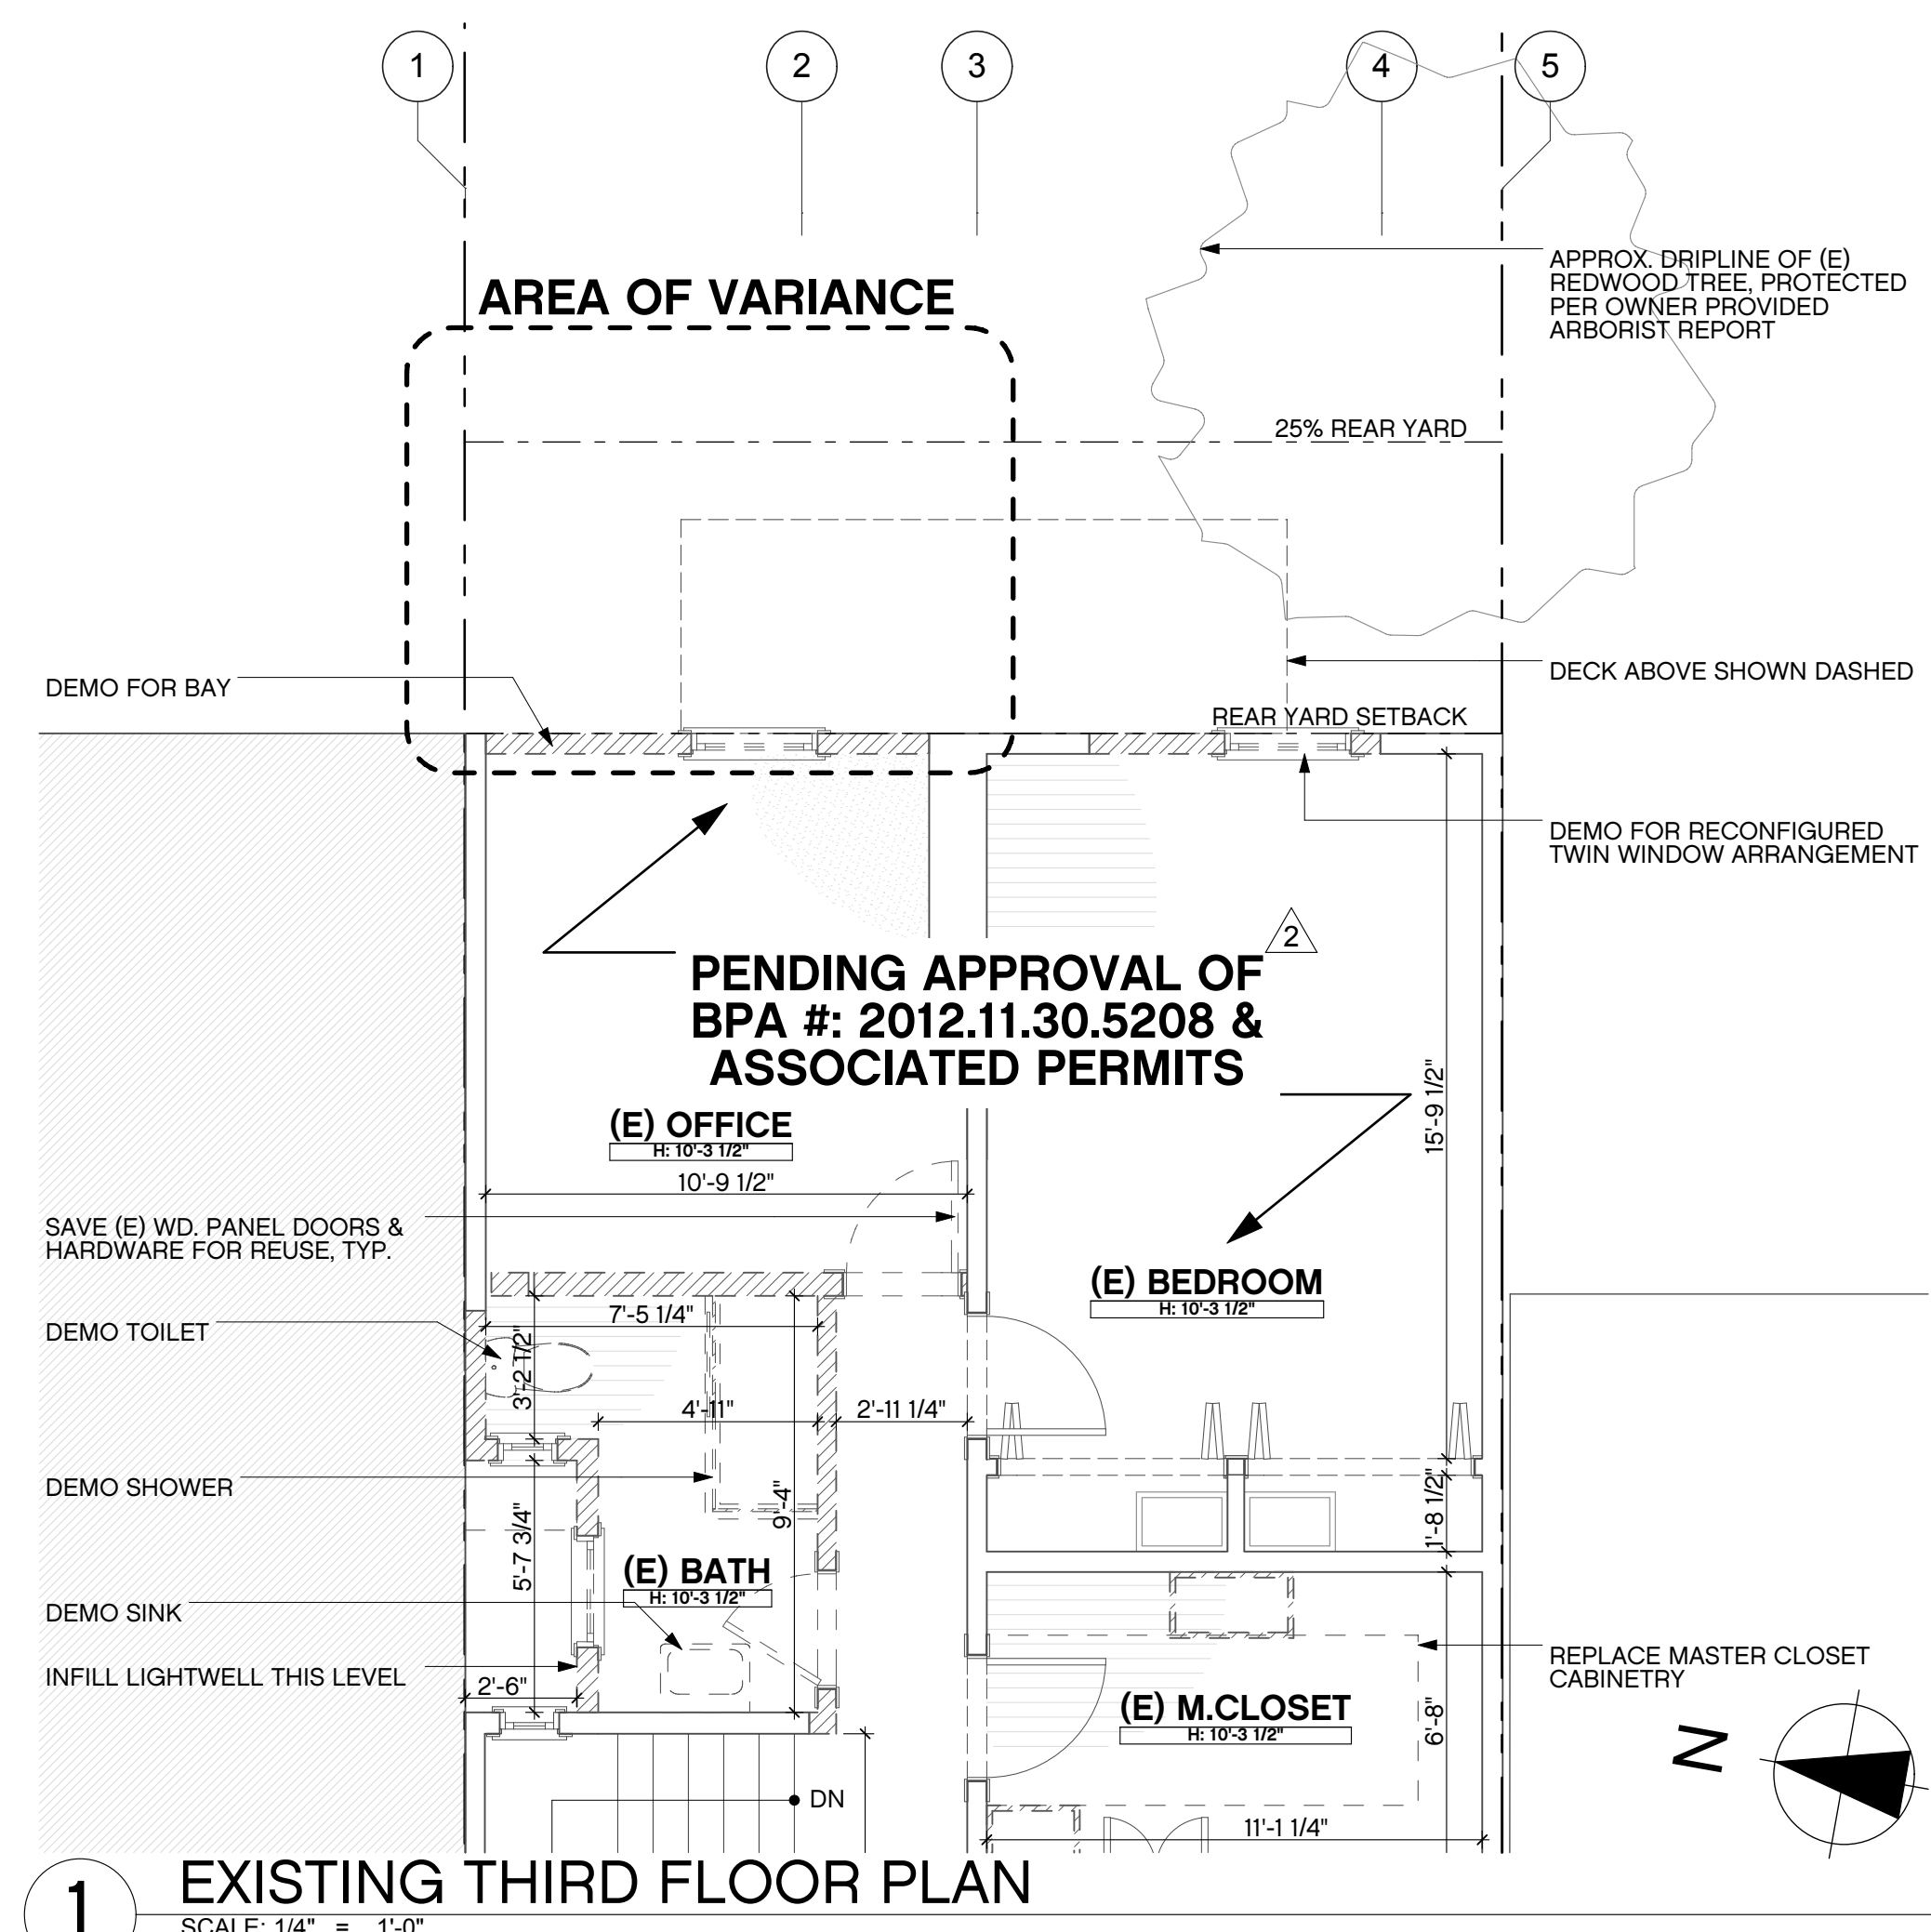 1
2
3
4
5
AREA OF VARIANCE
APPROX. DRIPLINE OF (E)
REDWOOD TREE, PROTECTED
PER OWNER PROVIDED
ARBORIST REPORT
25% REAR YARD
DEMO FOR BAY
DECK ABOVE SHOWN DASHED
REAR YARD SETBACK
DEMO FOR RECONFIGURED
TWIN WINDOW ARRANGEMENT
2
PENDING APPROVAL OF
BPA #: 2012.11.30.5208 &
ASSOCIATED PERMITS
(E) OFFICE
H: 10'-3 1/2"
10'-9 1/2"
15'-9 1/2"
SAVE (E) WD. PANEL DOORS &
HARDWARE FOR REUSE, TYP.
(E) BEDROOM
H: 10'-3 1/2"
DEMO TOILET
7'-5 1/4"
3'-2 1/2"
4'-11"
2'-11 1/4"
DEMO SHOWER
9'-4"
5'-7 3/4"
1'-8 1/2"
(E) BATH
H: 10'-3 1/2"
DEMO SINK
INFILL LIGHTWELL THIS LEVEL
2'-6"
REPLACE MASTER CLOSET
CABINETRY
(E) M.CLOSET
H: 10'-3 1/2"
6'-8"
N
DN
11'-1 1/4"
1
EXISTING THIRD FLOOR PLAN
SCALE: 1/4" = 1'-0"